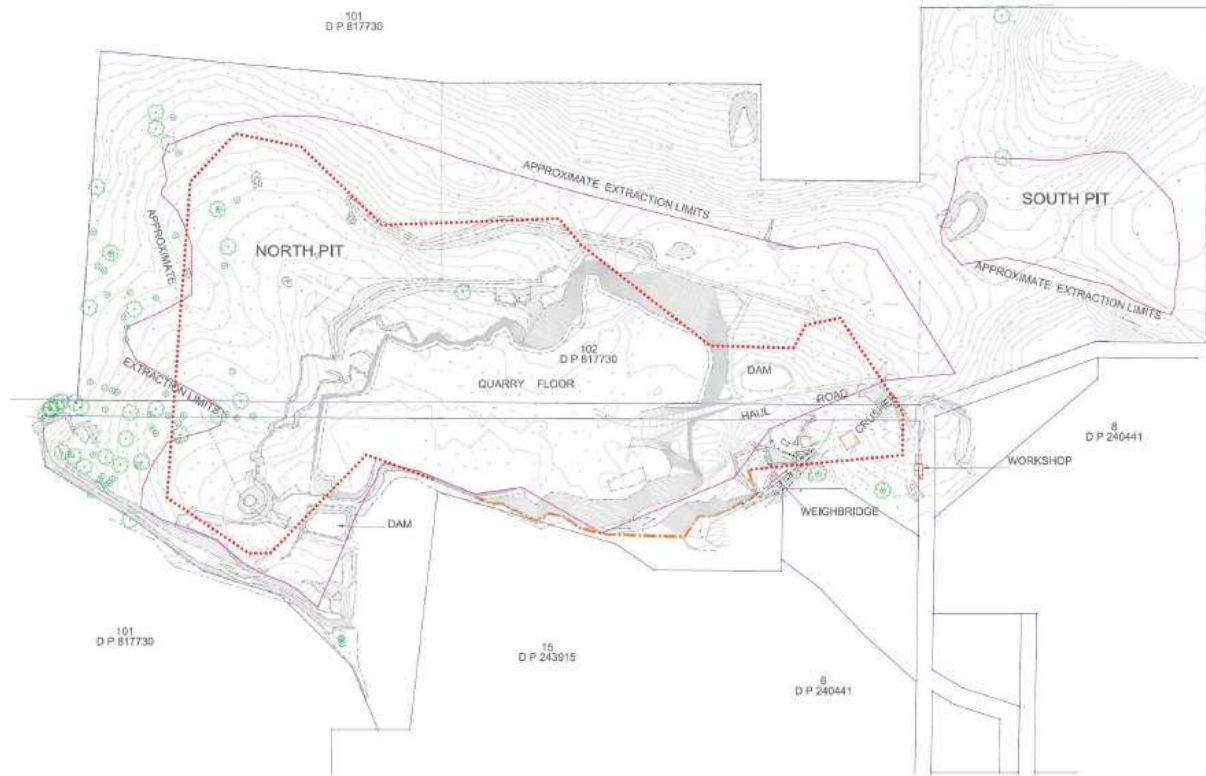 101
D P 817730
APPROXIMATE EXTRACTION LIMITS
SOUTH PIT
APPROXIMATE
NORTH PIT
APPROXIMATE EXTRACTION LIMITS
102
D P 817730
EXTRACTION LIMITS
QUARRY FLOOR
DAM
HAUL ROAD
CRUSHER
8
D P 240441
WORKSHOP
WEIGHBRIDGE
DAM
101
D P 817730
15
D P 243915
6
D P 240441